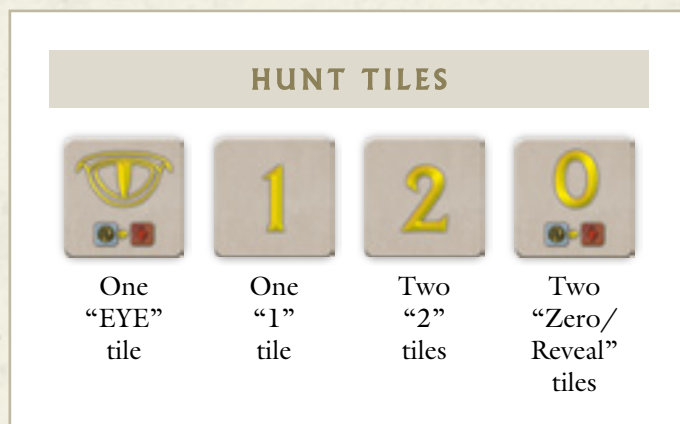 HUNT TILES
1
2
0
One
“EYE”
tile
One
“1”
tile
Two
“2”
tiles
Two
“Zero/
Reveal”
tiles